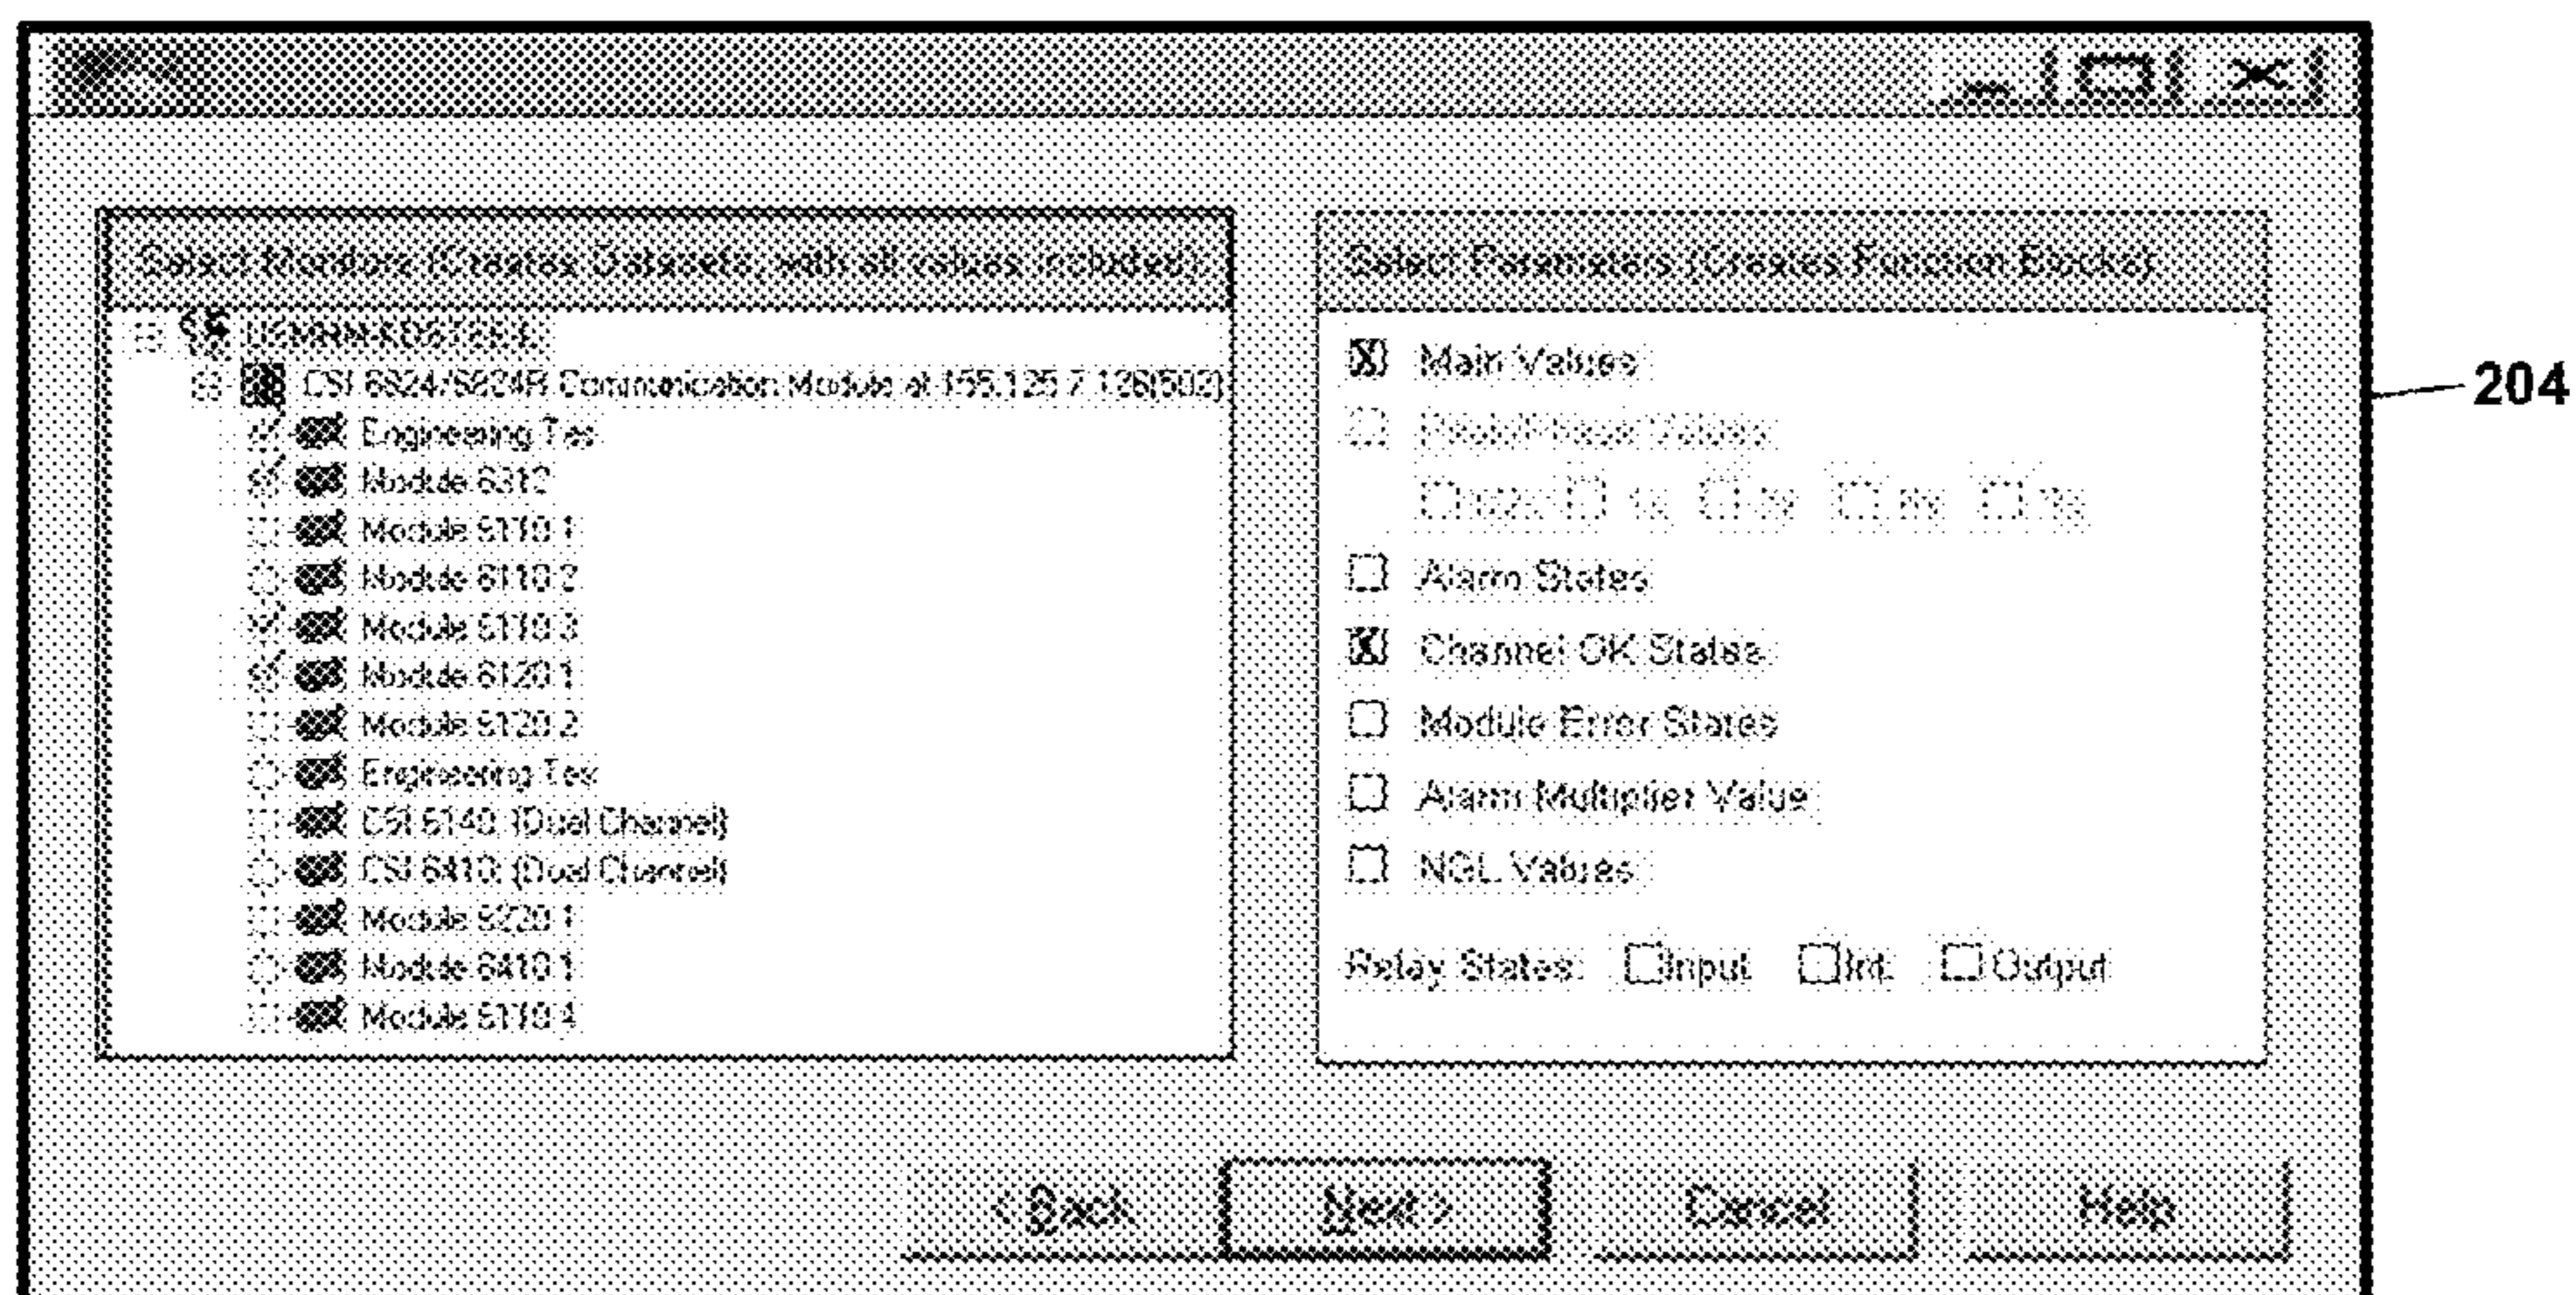 Select Monitors (Creates Datasets, with all values included)
CSI 6824/6824R Communication Module at 155.125.7.128(502)
Engineering Tes
Module 6312
Module 6110 1
Module 6110 2
Module 6110 3
Module 6120 1
Module 6120 2
Engineering Tes
CSI 6140: (Dual Channel)
CSI 6410: (Dual Channel)
Module 6220 1
Module 6410 1
Module 6110 4
Select Parameters (Creates Function Blocks)
Main Values
Peak/Phase Values
Alarm States
Channel OK States
Module Error States
Alarm Multiplier Value
NGL Values
Relay States: Input Int. Output
204
< Back Next > Cancel Help